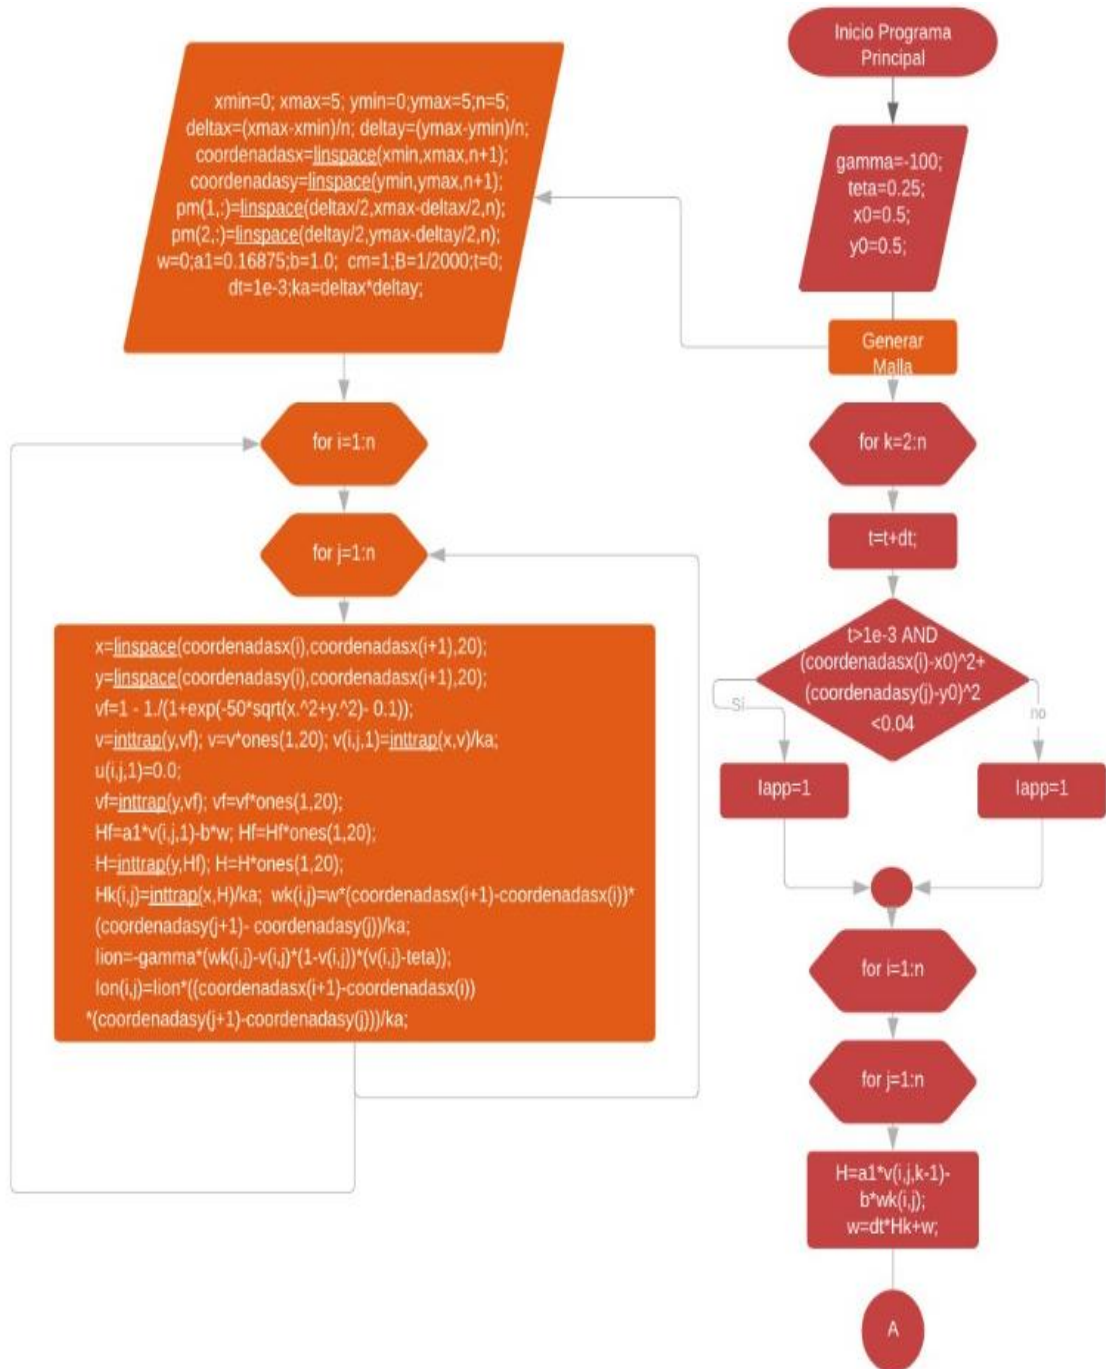 Inicio Programa
Principal
gamma=-100;
teta=0.25;
x0=0.5;
y0=0.5;
Generar
Malla
xmin=0; xmax=5; ymin=0;ymax=5;n=5;
deltax=(xmax-xmin)/n; deltay=(ymax-ymin)/n;
coordenadasx=linspace(xmin,xmax,n+1);
coordenadasy=linspace(ymin,ymax,n+1);
pm(1,:)=linspace(deltax/2,xmax-deltax/2,n);
pm(2,:)=linspace(deltay/2,ymax-deltay/2,n);
w=0;a1=0.16875;b=1.0; cm=1;B=1/2000;t=0;
dt=1e-3;ka=deltax*deltay;
for i=1:n
for j=1:n
x=linspace(coordenadasx(i),coordenadasx(i+1),20);
y=linspace(coordenadasy(i),coordenadasx(i+1),20);
vf=1 - 1./(1+exp(-50*sqrt(x.^2+y.^2)- 0.1));
v=inttrap(y,vf); v=v*ones(1,20); v(i,j,1)=inttrap(x,v)/ka;
u(i,j,1)=0.0;
vf=inttrap(y,vf); vf=vf*ones(1,20);
Hf=a1*v(i,j,1)-b*w; Hf=Hf*ones(1,20);
H=inttrap(y,Hf); H=H*ones(1,20);
Hk(i,j)=inttrap(x,H)/ka; wk(i,j)=w*(coordenadasx(i+1)-coordenadasx(i))*
(coordenadasy(j+1)- coordenadasy(j))/ka;
Iion=-gamma*(wk(i,j)-v(i,j)*(1-v(i,j))*(v(i,j)-teta));
Ion(i,j)=Iion*((coordenadasx(i+1)-coordenadasx(i))
*(coordenadasy(j+1)-coordenadasy(j)))/ka;
for k=2:n
t=t+dt;
t>1e-3 AND
(coordenadasx(i)-x0)^2+
(coordenadasy(j)-y0)^2
<0.04
Si
no
Iapp=1
Iapp=1
for i=1:n
for j=1:n
H=a1*v(i,j,k-1)-
b*wk(i,j);
w=dt*Hk+w;
A